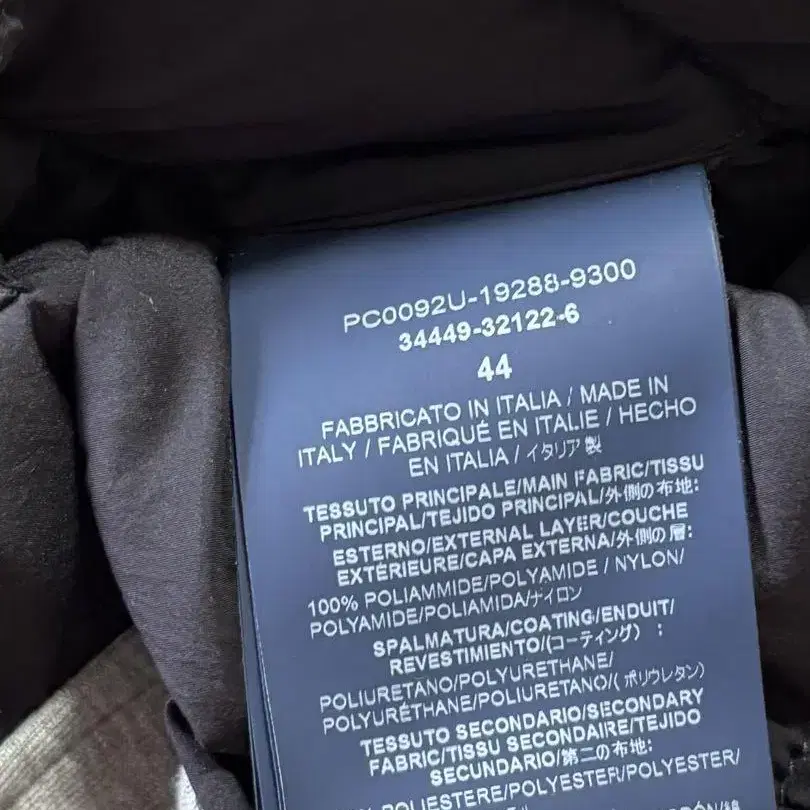 PC0092U-19288-9300
34449-32122-6
44
FABBRICATO IN ITALIA / MADE IN
ITALY / FABRIQUÉ EN ITALIE / HECHO
EN ITALIA / イタリア製
TESSUTO PRINCIPALE/MAIN FABRIC/TISSU
PRINCIPAL/TEJIDO PRINCIPAL/外側の布地:
ESTERNO/EXTERNAL LAYER/COUCHE
EXTÉRIEURE/CAPA EXTERNA/外側の層:
100% POLIAMMIDE/POLYAMIDE / NYLON/
POLYAMIDE/POLIAMIDA/ナイロン
SPALMATURA/COATING/ENDUIT/
REVESTIMIENTO/(コーティング) :
POLIURETANO/POLYURETHANE/
POLYURÉTHANE/POLIURETANO/( ポリウレタン)
TESSUTO SECONDARIO/SECONDARY
FABRIC/TISSU SECONDAIRE/TEJIDO
SECUNDARIO/第二の布地:
POLIESTERE/POLYESTER/POLYESTER/